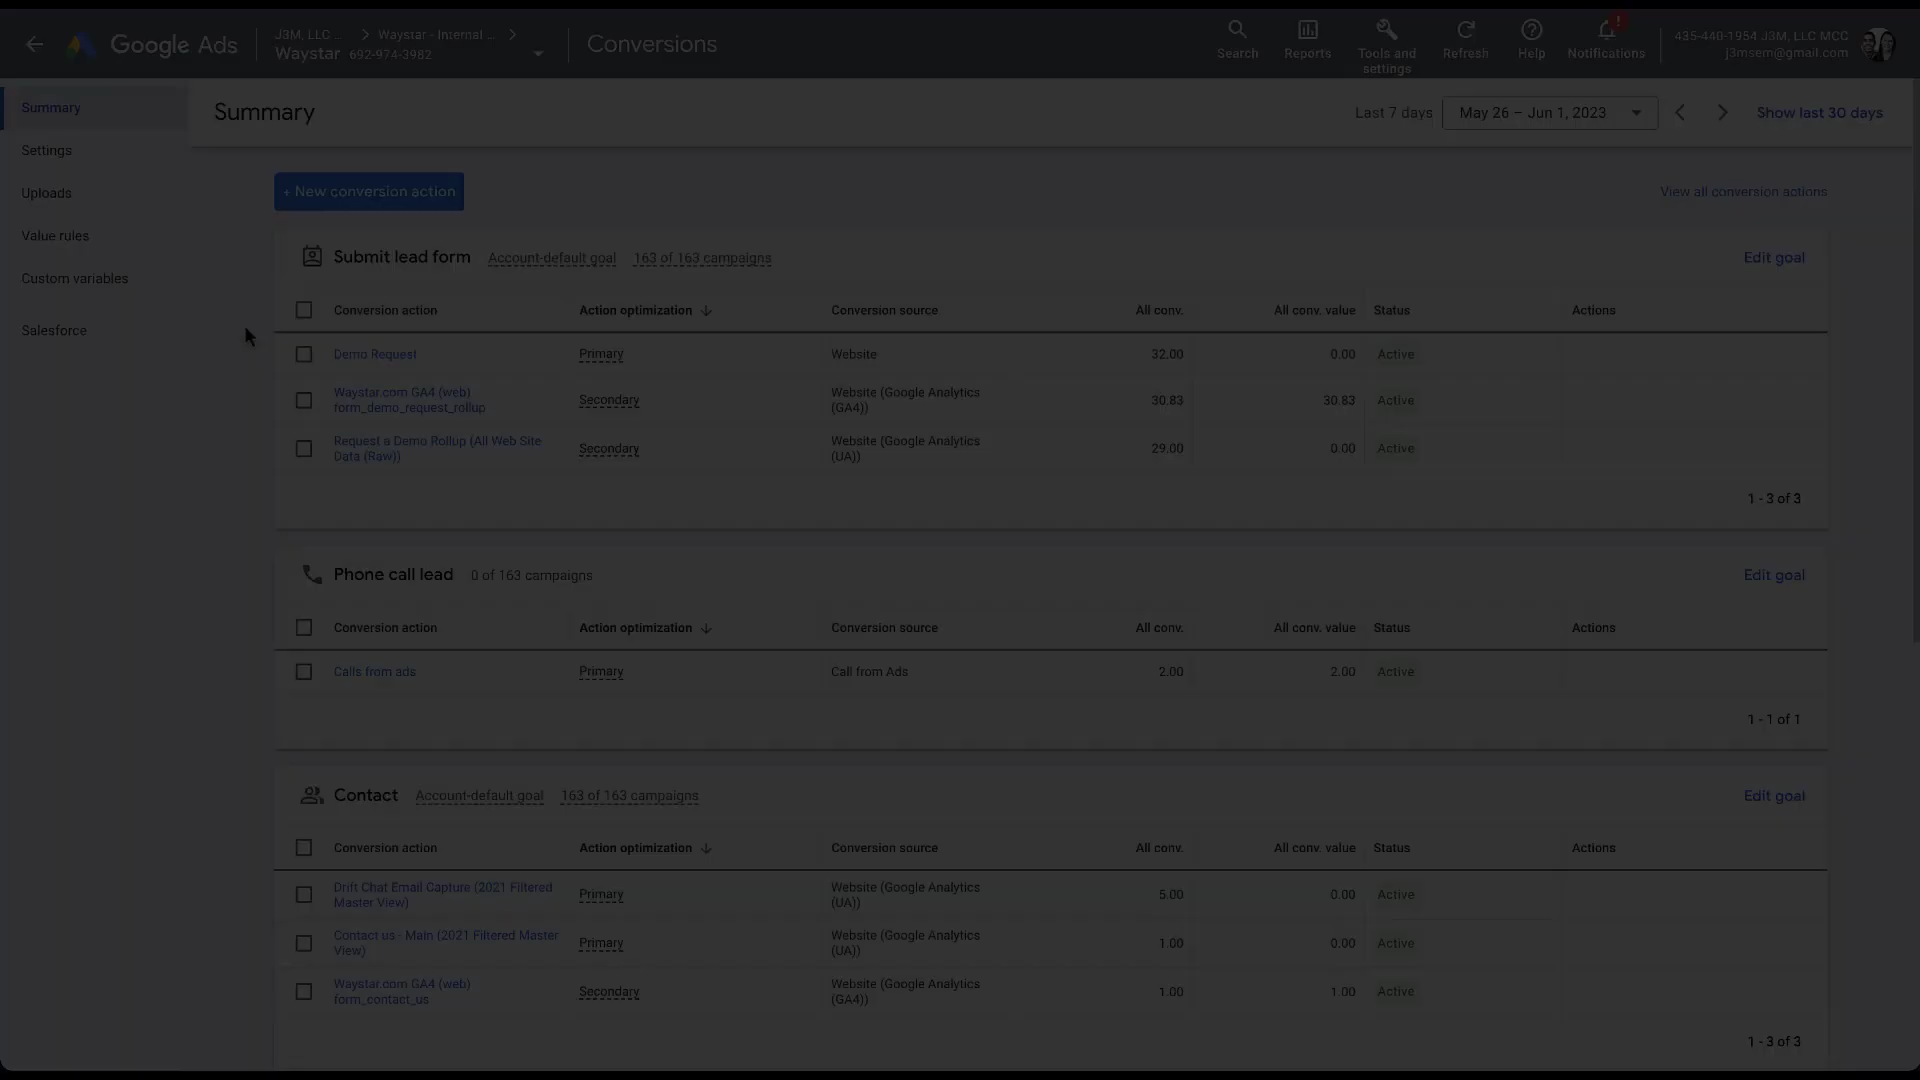 Google Ads
J3M, LLC ... > Waystar - Internal ... >
Waystar 692-974-3982
Conversions
Search
Reports
Tools and settings
Refresh
Help
!
Notifications
435-440-1954 J3M, LLC MCC
j3msem@gmail.com
Summary
Settings
Uploads
Value rules
Custom variables
Salesforce
Summary
Last 7 days May 26 – Jun 1, 2023 Show last 30 days
+ New conversion action
View all conversion actions
Submit lead form Account-default goal 163 of 163 campaigns Edit goal
Conversion action Action optimization Conversion source All conv. All conv. value Status Actions
Demo Request Primary Website 32.00 0.00 Active
Waystar.com GA4 (web) form_demo_request_rollup Secondary Website (Google Analytics (GA4)) 30.83 30.83 Active
Request a Demo Rollup (All Web Site Data (Raw)) Secondary Website (Google Analytics (UA)) 29.00 0.00 Active
1 - 3 of 3
Phone call lead 0 of 163 campaigns Edit goal
Conversion action Action optimization Conversion source All conv. All conv. value Status Actions
Calls from ads Primary Call from Ads 2.00 2.00 Active
1 - 1 of 1
Contact Account-default goal 163 of 163 campaigns Edit goal
Conversion action Action optimization Conversion source All conv. All conv. value Status Actions
Drift Chat Email Capture (2021 Filtered Master View) Primary Website (Google Analytics (UA)) 5.00 0.00 Active
Contact us - Main (2021 Filtered Master View) Primary Website (Google Analytics (UA)) 1.00 0.00 Active
Waystar.com GA4 (web) form_contact_us Secondary Website (Google Analytics (GA4)) 1.00 1.00 Active
1 - 3 of 3